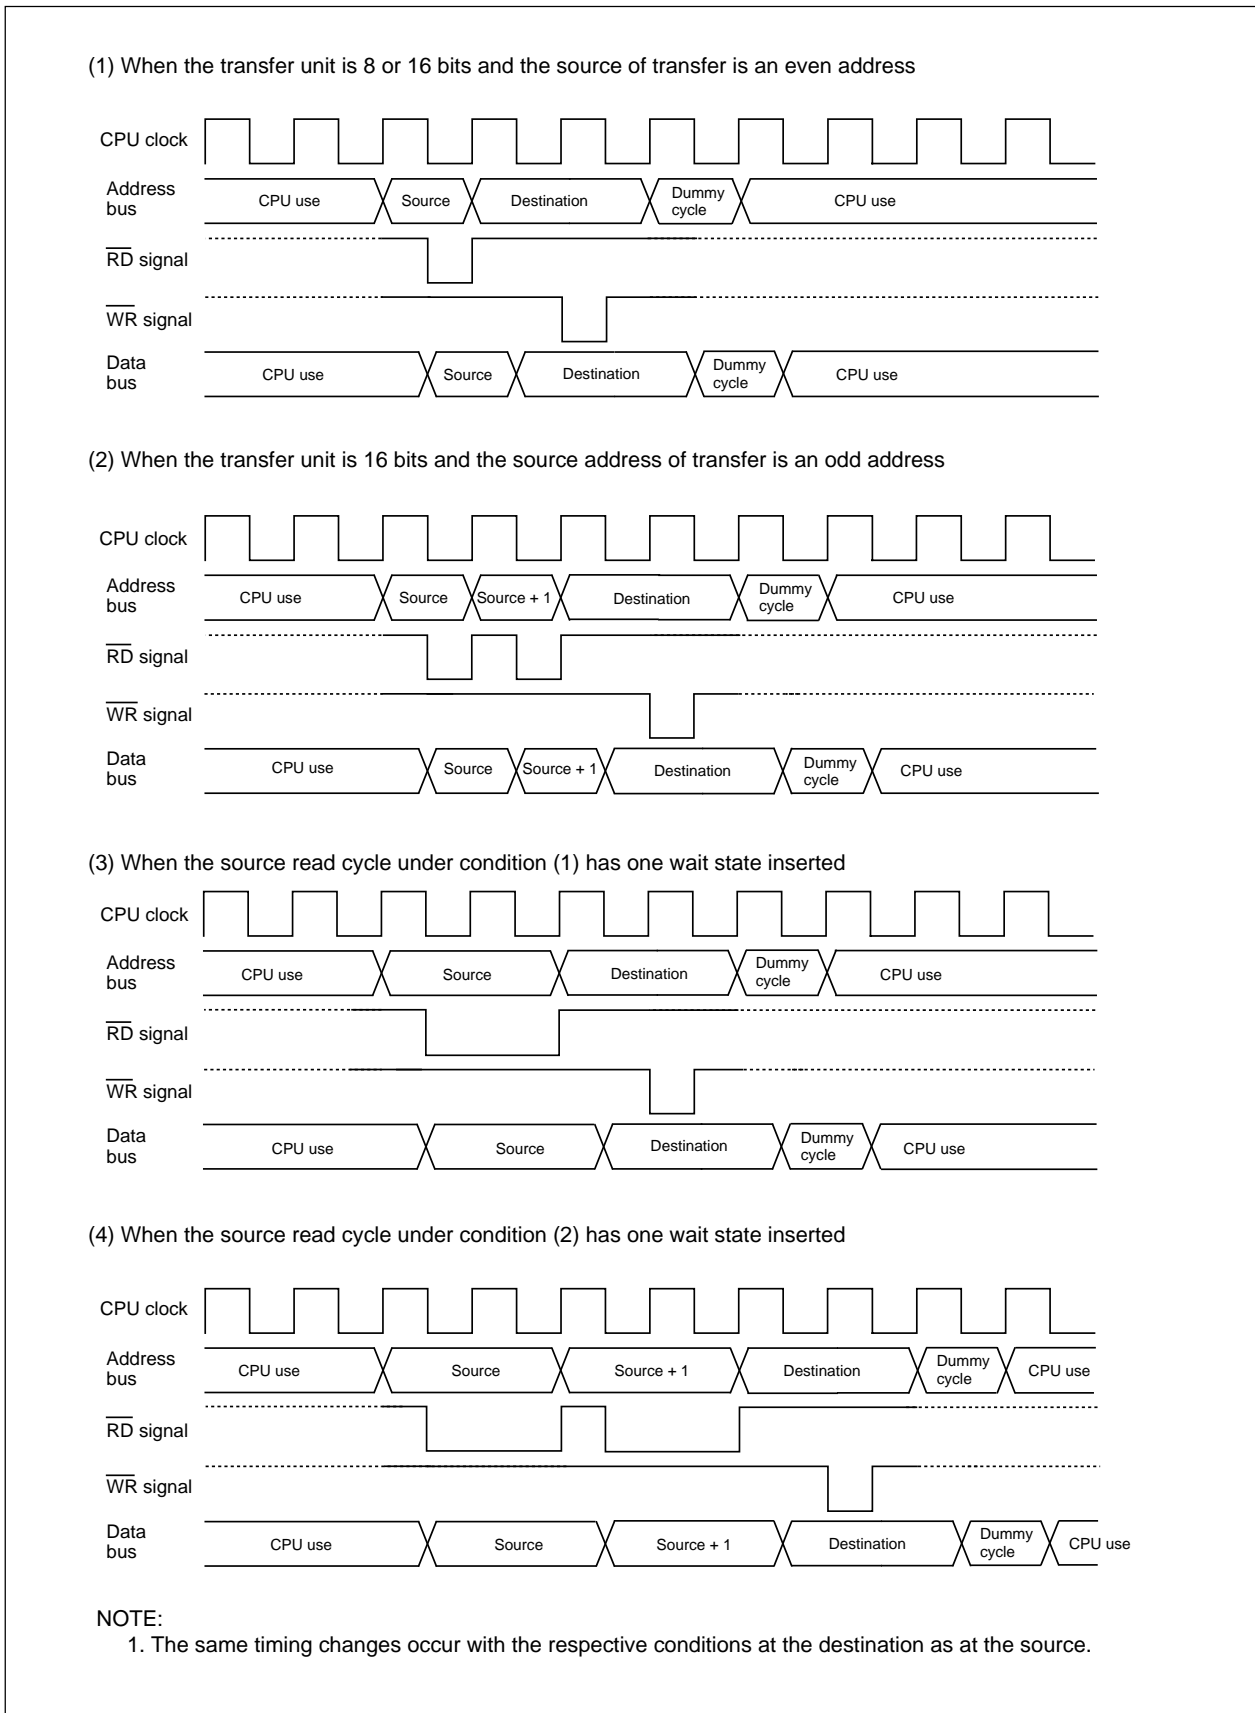 (1) When the transfer unit is 8 or 16 bits and the source of transfer is an even address
CPU clock
Address
bus
CPU use
Source
Destination
Dummy
cycle
CPU use
RD signal
WR signal
Data
bus
CPU use
Source
Destination
Dummy
cycle
CPU use
(2) When the transfer unit is 16 bits and the source address of transfer is an odd address
CPU clock
Address
bus
CPU use
Source
Source + 1
Destination
Dummy
cycle
CPU use
RD signal
WR signal
Data
bus
CPU use
Source
Source + 1
Destination
Dummy
cycle
CPU use
(3) When the source read cycle under condition (1) has one wait state inserted
CPU clock
Address
bus
CPU use
Source
Destination
Dummy
cycle
CPU use
RD signal
WR signal
Data
bus
CPU use
Source
Destination
Dummy
cycle
CPU use
(4) When the source read cycle under condition (2) has one wait state inserted
CPU clock
Address
bus
CPU use
Source
Source + 1
Destination
Dummy
cycle
CPU use
RD signal
WR signal
Data
bus
CPU use
Source
Source + 1
Destination
Dummy
cycle
CPU use
NOTE:
1. The same timing changes occur with the respective conditions at the destination as at the source.